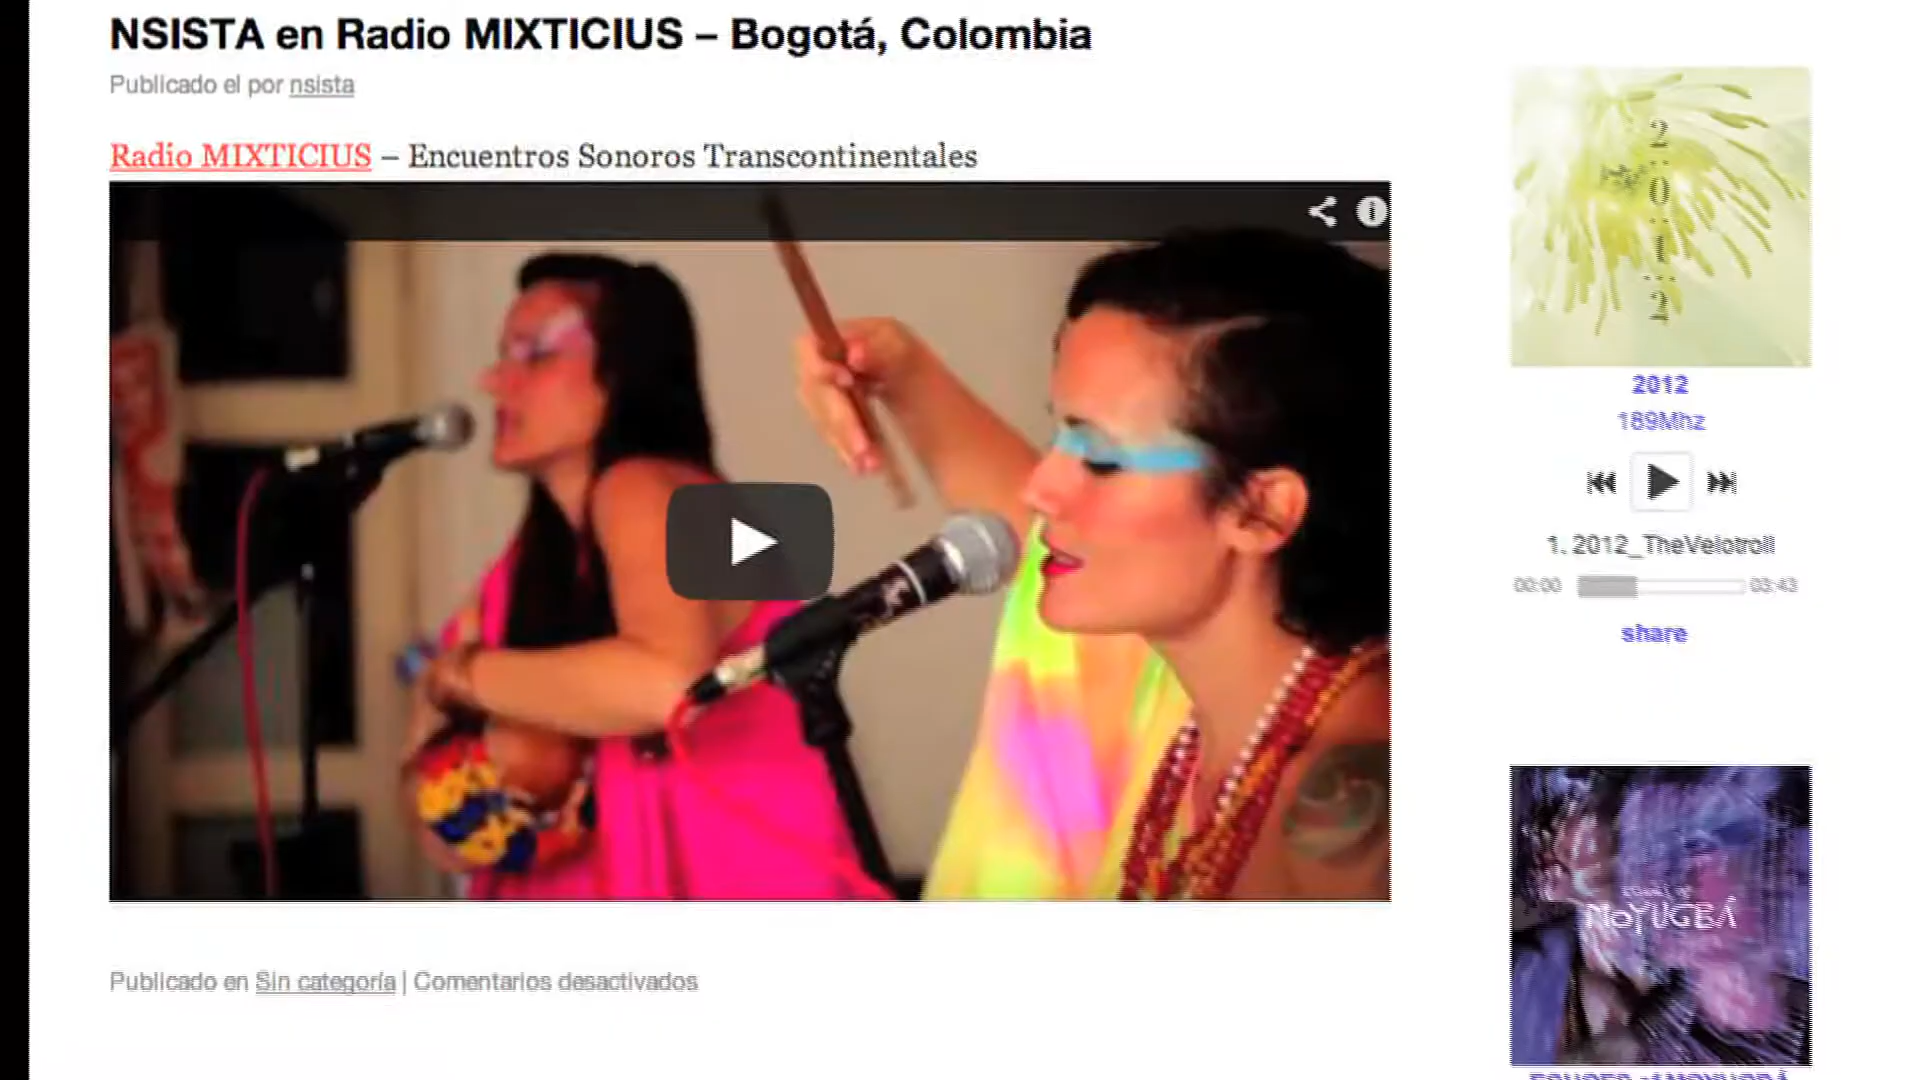 NSISTA en Radio MIXTICIUS – Bogotá, Colombia
Publicado el por nsista
Radio MIXTICIUS – Encuentros Sonoros Transcontinentales
2:.0.1.:2
2012
189Mhz
1. 2012_TheVelotroll
00:00
03:43
share
MOYUGBÁ
Publicado en Sin categoría | Comentarios desactivados